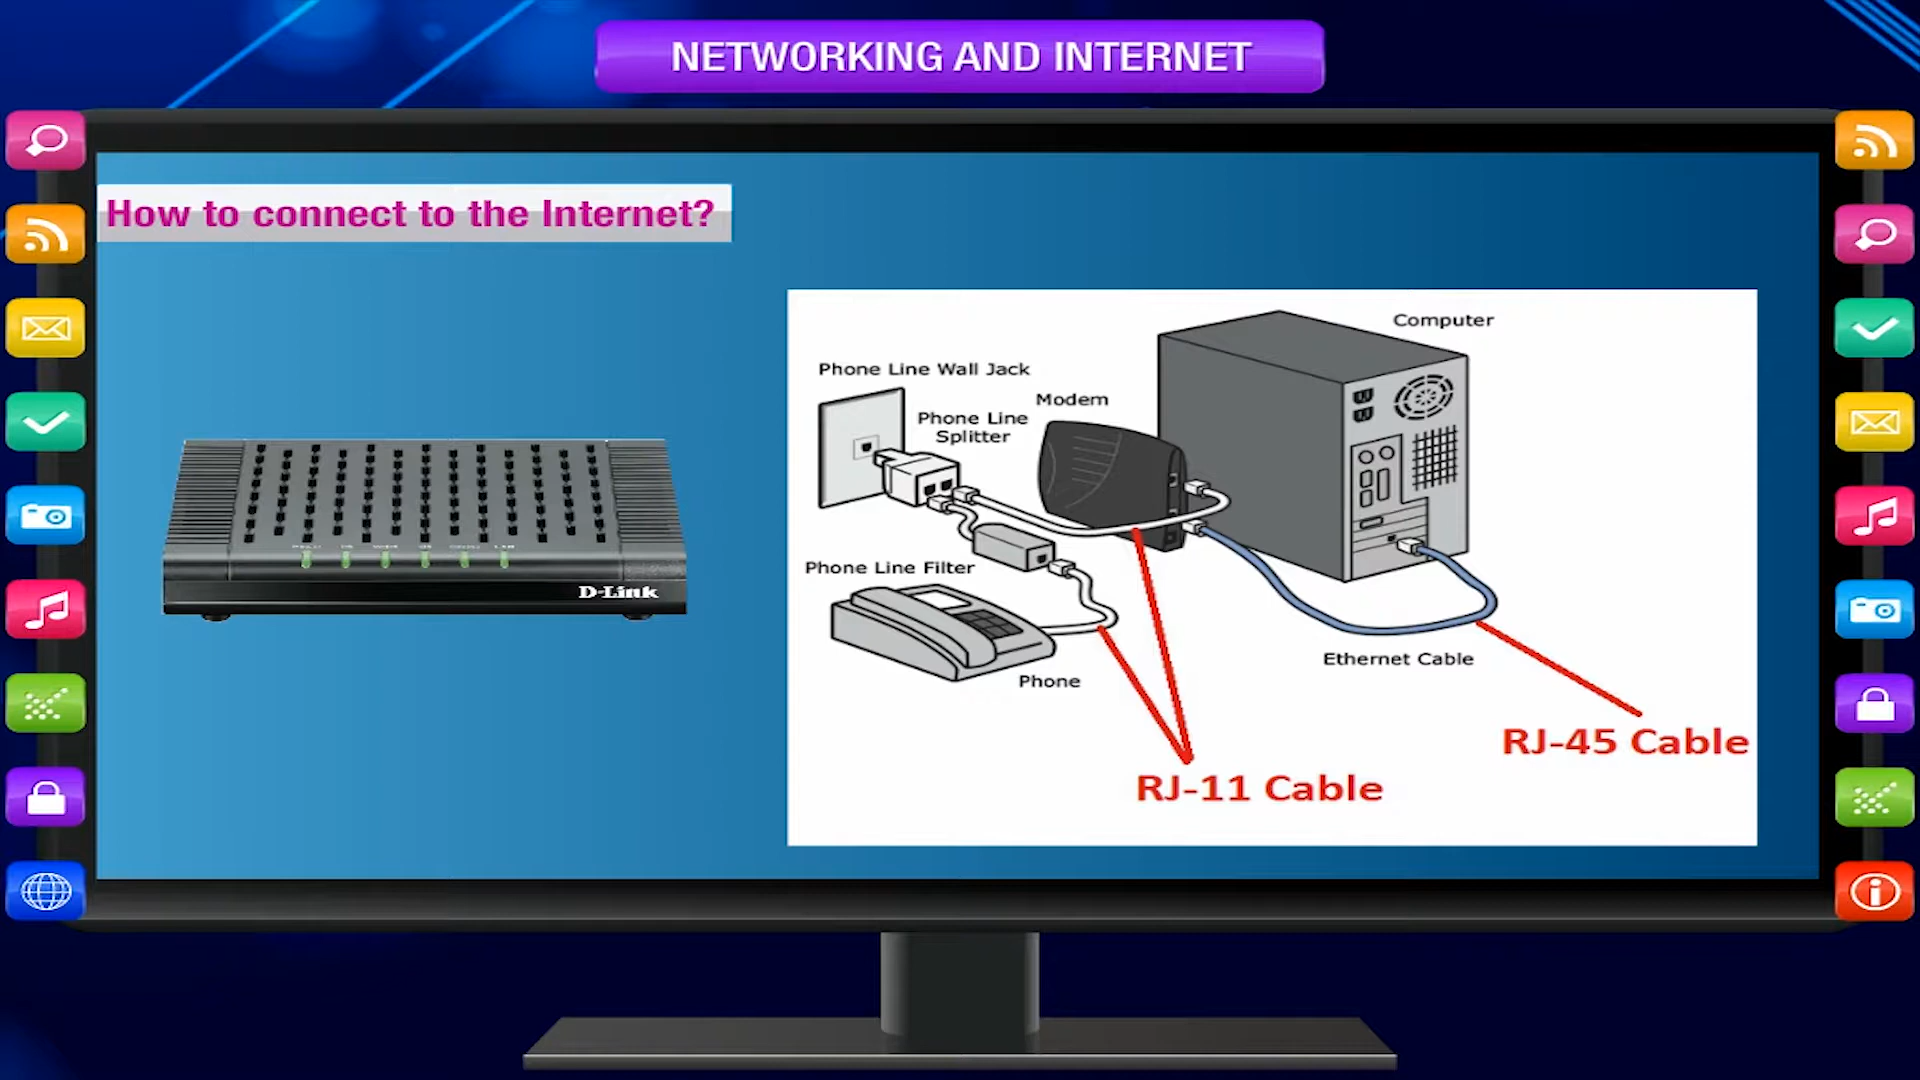 NETWORKING AND INTERNET
How to connect to the Internet?
D-Link
Computer
Phone Line Wall Jack
Modem
Phone Line
Splitter
Phone Line Filter
Phone
Ethernet Cable
RJ-45 Cable
RJ-11 Cable